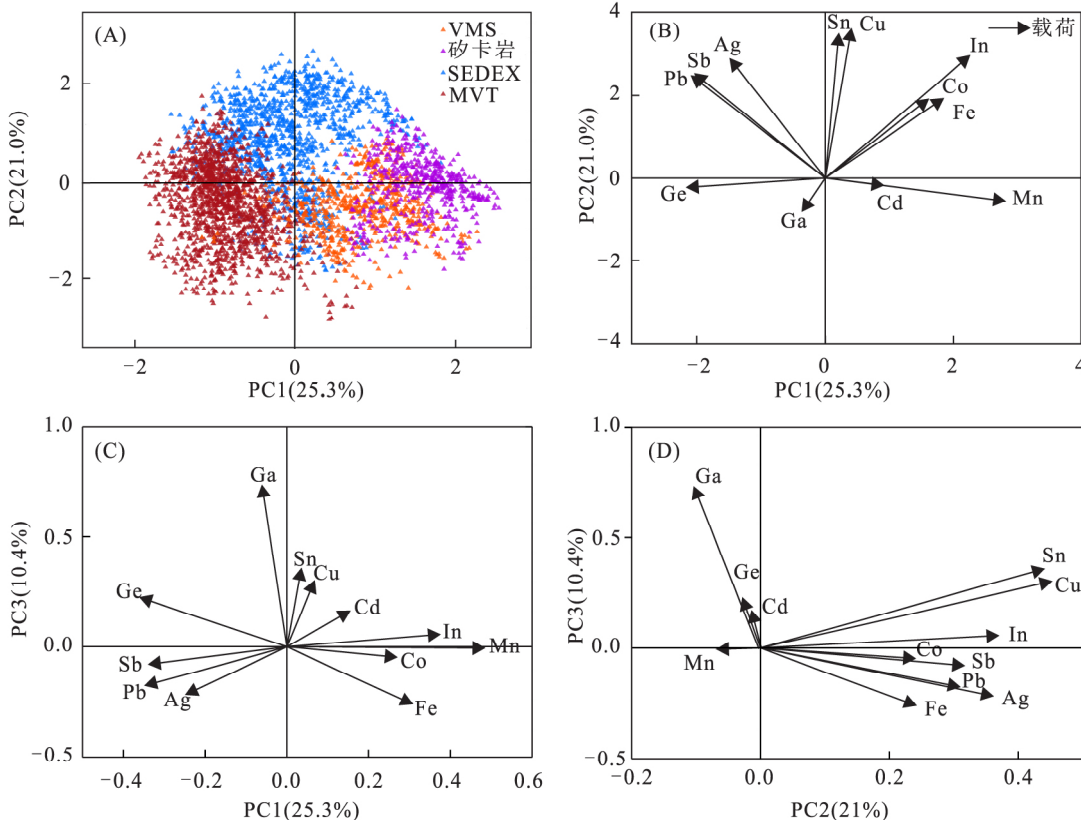 (A)
VMS
矽卡岩
SEDEX
MVT
2
0
−2
PC2(21.0%)
−2
0
2
PC1(25.3%)
(B)
载荷
4
2
0
−2
−4
PC2(21.0%)
Sn
Cu
In
Ag
Sb
Pb
Co
Fe
Ge
Ga
Cd
Mn
−2
0
2
4
PC1(25.3%)
(C)
1.0
0.5
0.0
−0.5
PC3(10.4%)
Ga
Sn
Cu
Ge
Cd
In
Mn
Co
Sb
Pb
Ag
Fe
−0.4
−0.2
0.0
0.2
0.4
0.6
PC1(25.3%)
(D)
1.0
0.5
0.0
−0.5
PC3(10.4%)
Ga
Ge
Cd
Sn
Cu
In
Mn
Co
Sb
Pb
Ag
Fe
−0.2
0.0
0.2
0.4
PC2(21%)